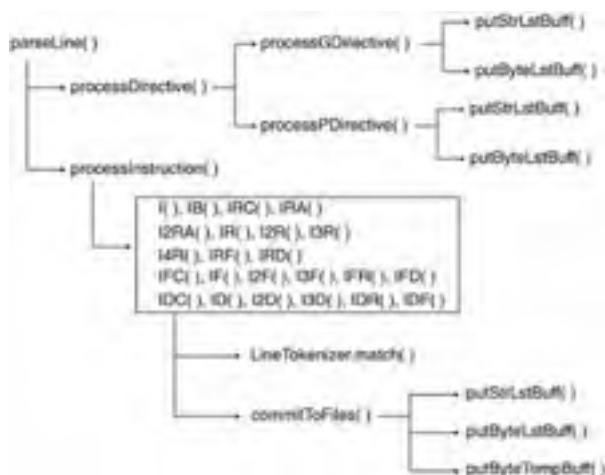 putStrLstBuff( )
parseLine( )
processGDirective( )
putByteLstBuff( )
processDirective( )
putStrLstBuff( )
processPDirective( )
putByteLstBuff( )
processInstruction( )
I( ), IB( ), IRC( ), IRA( )
I2RA( ), IR( ), I2R( ), I3R( )
I4R( ), IRF( ), IRD( )
IFC( ), IF( ), I2F( ), I3F( ), IFR( ), IFD( )
IDC( ), ID( ), I2D( ), I3D( ), IDR( ), IDF( )
LineTokenizer.match( )
putStrLstBuff( )
commitToFiles( )
putByteLstBuff( )
putByteTempBuff( )